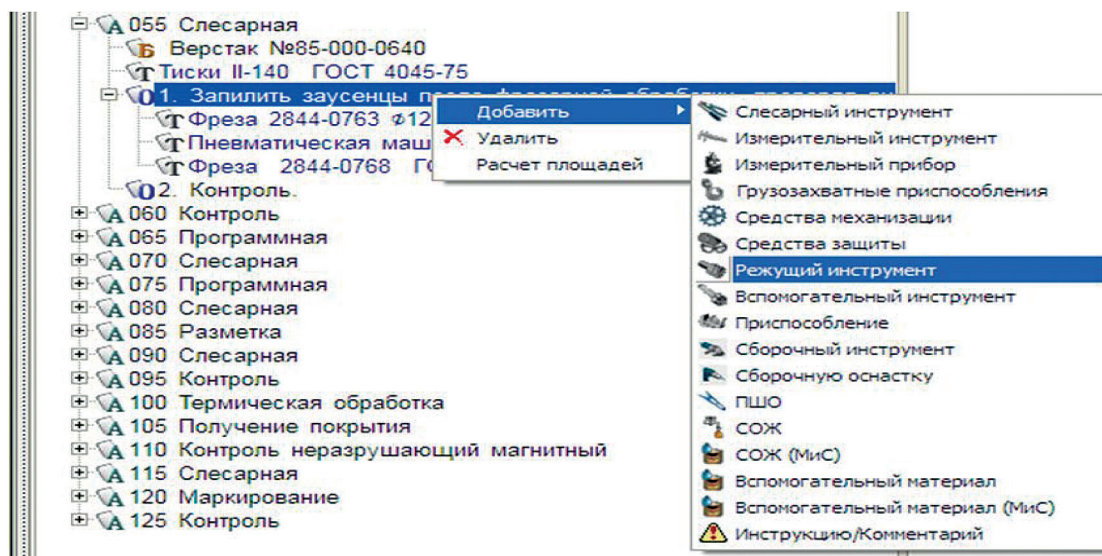 А 055 Слесарная
Б Верстак №85-000-0640
Т Тиски II-140 ГОСТ 4045-75
О 1. Запилить заусенцы
Т Фреза 2844-0763 ø12
Т Пневматическая маш
Т Фреза 2844-0768
О 2. Контроль.
А 060 Контроль
А 065 Программная
А 070 Слесарная
А 075 Программная
А 080 Слесарная
А 085 Разметка
А 090 Слесарная
А 095 Контроль
А 100 Термическая обработка
А 105 Получение покрытия
А 110 Контроль неразрушающий магнитный
А 115 Слесарная
А 120 Маркирование
А 125 Контроль
Добавить
Удалить
Расчет площадей
Слесарный инструмент
Измерительный инструмент
Измерительный прибор
Грузозахватные приспособления
Средства механизации
Средства защиты
Режущий инструмент
Вспомогательный инструмент
Приспособление
Сборочный инструмент
Сборочную оснастку
ПШО
СОЖ
СОЖ (МиС)
Вспомогательный материал
Вспомогательный материал (МиС)
Инструкцию/Комментарий